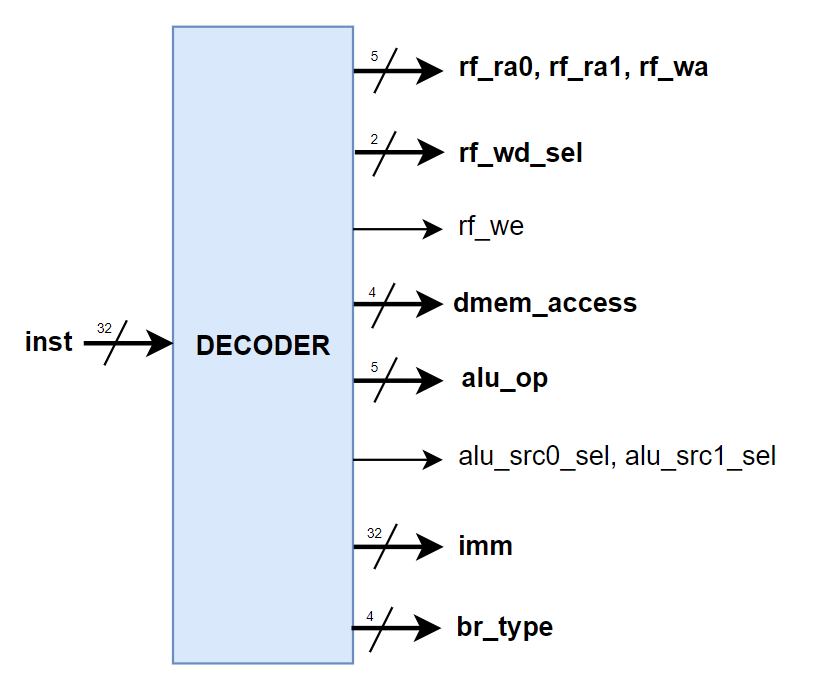 5
rf_ra0, rf_ra1, rf_wa
2
rf_wd_sel
rf_we
4
dmem_access
inst
32
DECODER
5
alu_op
alu_src0_sel, alu_src1_sel
32
imm
4
br_type